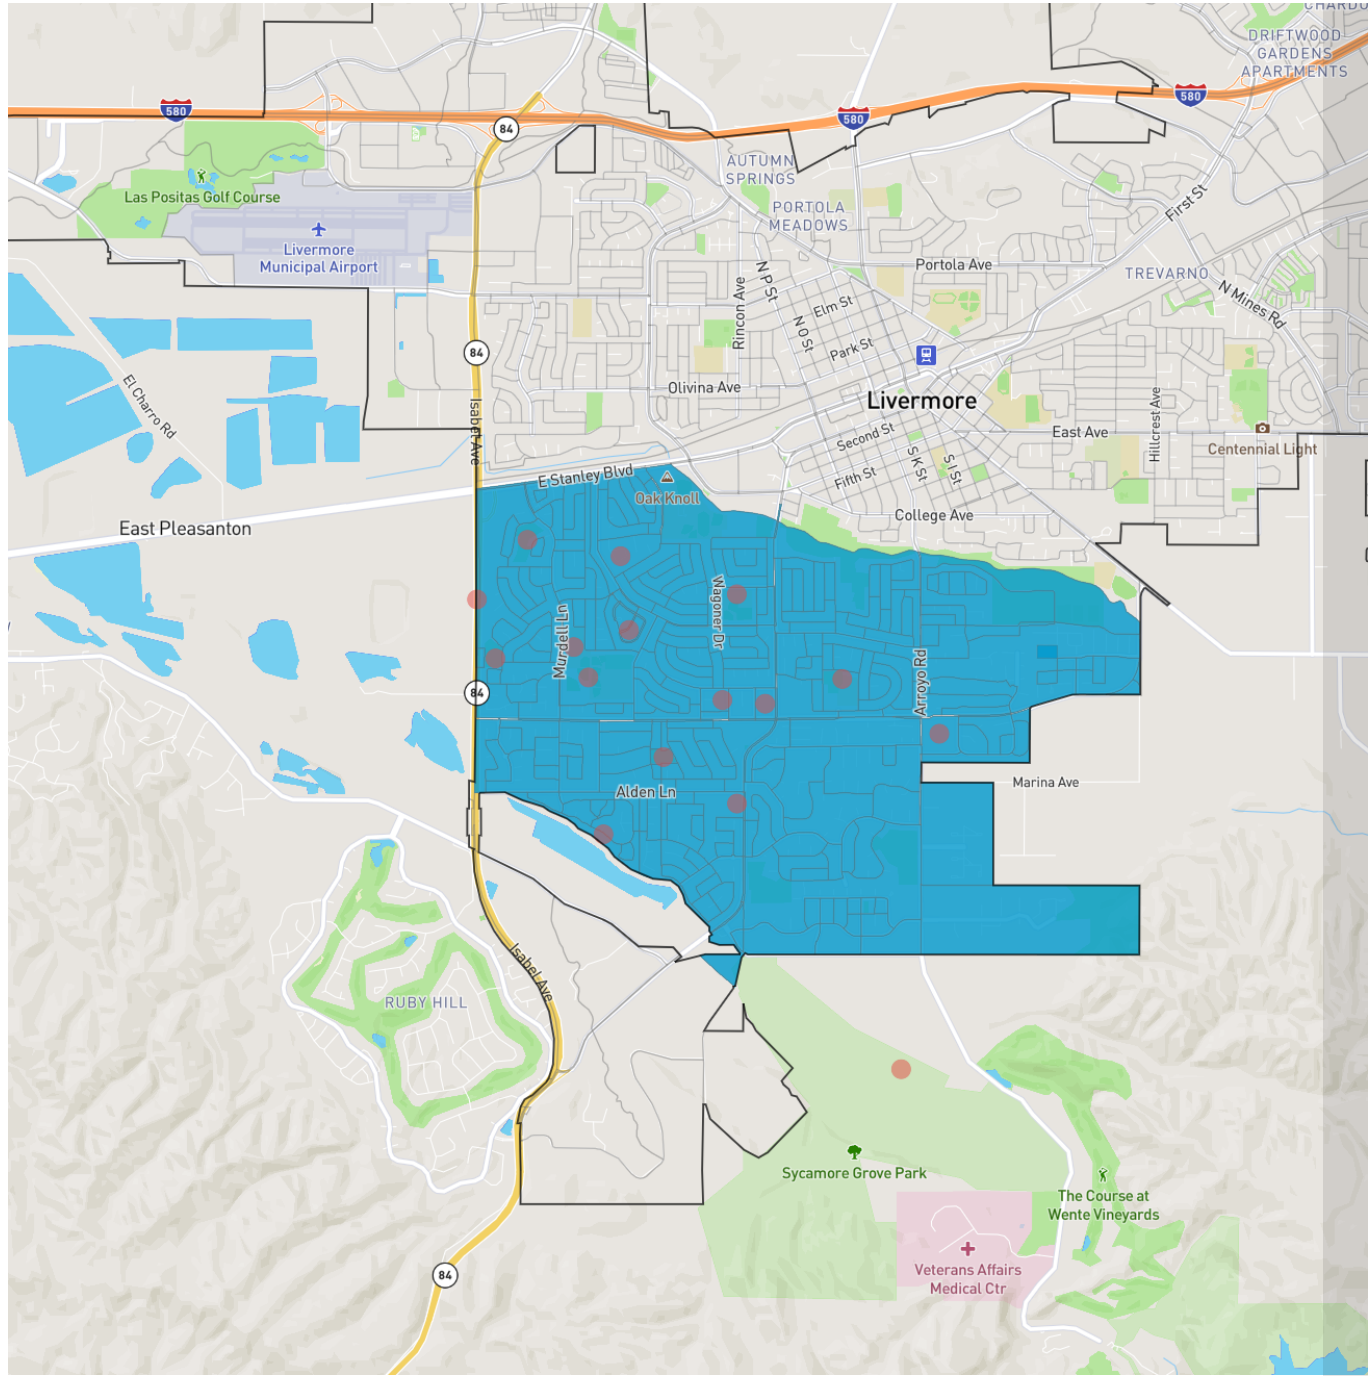 CHARDO
DRIFTWOOD
GARDENS
APARTMENTS
580
580
580
84
AUTUMN
SPRINGS
Las Positas Golf Course
First St
PORTOLA
MEADOWS
Livermore
Municipal Airport
Portola Ave
TREVARNO
N P St
Rincon Ave
Elm St
N Mines Rd
N O St
Park St
84
El Charro Rd
Olivina Ave
Livermore
Isabel Ave
Second St
East Ave
Hillcrest Ave
Centennial Light
S K St
S I St
E Stanley Blvd
Fifth St
Oak Knoll
College Ave
East Pleasanton
Wagoner Dr
Murdell Ln
Arroyo Rd
84
Marina Ave
Alden Ln
Isabel Ave
RUBY HILL
Sycamore Grove Park
The Course at
Wente Vineyards
Veterans Affairs
Medical Ctr
84